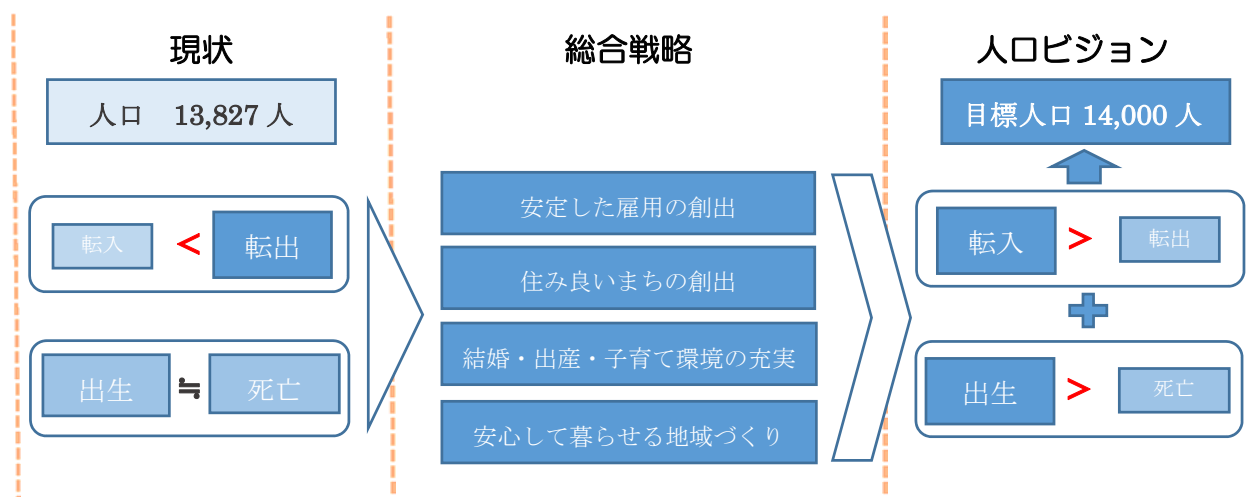 現状
人口　13,827 人
転入 < 転出
出生 ≒ 死亡
総合戦略
安定した雇用の創出
住み良いまちの創出
結婚・出産・子育て環境の充実
安心して暮らせる地域づくり
人口ビジョン
目標人口 14,000 人
転入 > 転出
出生 > 死亡